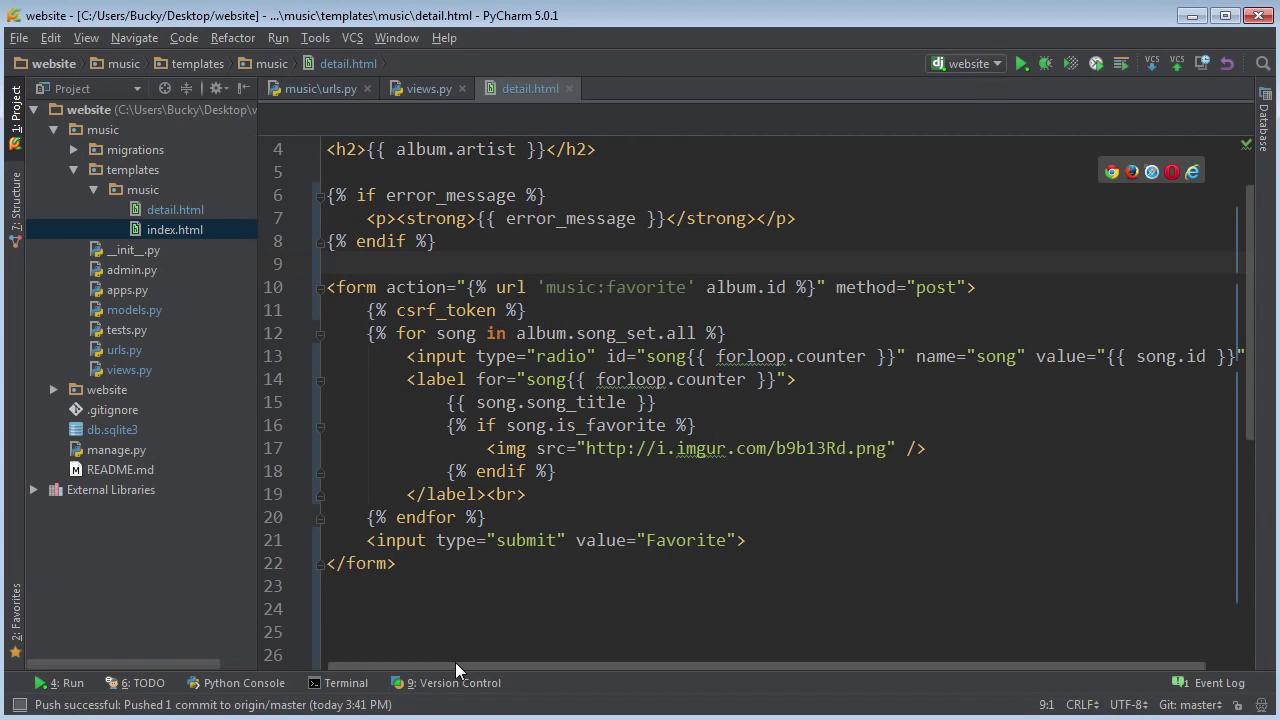 website - [C:/Users/Bucky/Desktop/website] - ...\music\templates\music\detail.html - PyCharm 5.0.1
File Edit View Navigate Code Refactor Run Tools VCS Window Help
website music templates music detail.html
dj website
VCS VCS
1: Project
7: Structure
2: Favorites
Project
music\urls.py views.py detail.html
website (C:\Users\Bucky\Desktop\w
music
migrations
templates
music
detail.html
index.html
__init__.py
admin.py
apps.py
models.py
tests.py
urls.py
views.py
website
.gitignore
db.sqlite3
manage.py
README.md
External Libraries
4 <h2>{{ album.artist }}</h2>
5
6 {% if error_message %}
7 <p><strong>{{ error_message }}</strong></p>
8 {% endif %}
9
10 <form action="{% url 'music:favorite' album.id %}" method="post">
11 {% csrf_token %}
12 {% for song in album.song_set.all %}
13 <input type="radio" id="song{{ forloop.counter }}" name="song" value="{{ song.id }}"
14 <label for="song{{ forloop.counter }}">
15 {{ song.song_title }}
16 {% if song.is_favorite %}
17 <img src="http://i.imgur.com/b9b13Rd.png" />
18 {% endif %}
19 </label><br>
20 {% endfor %}
21 <input type="submit" value="Favorite">
22 </form>
23
24
25
26
Database
4: Run 6: TODO Python Console Terminal 9: Version Control 1 Event Log
Push successful: Pushed 1 commit to origin/master (today 3:41 PM) 9:1 CRLF UTF-8 Git: master